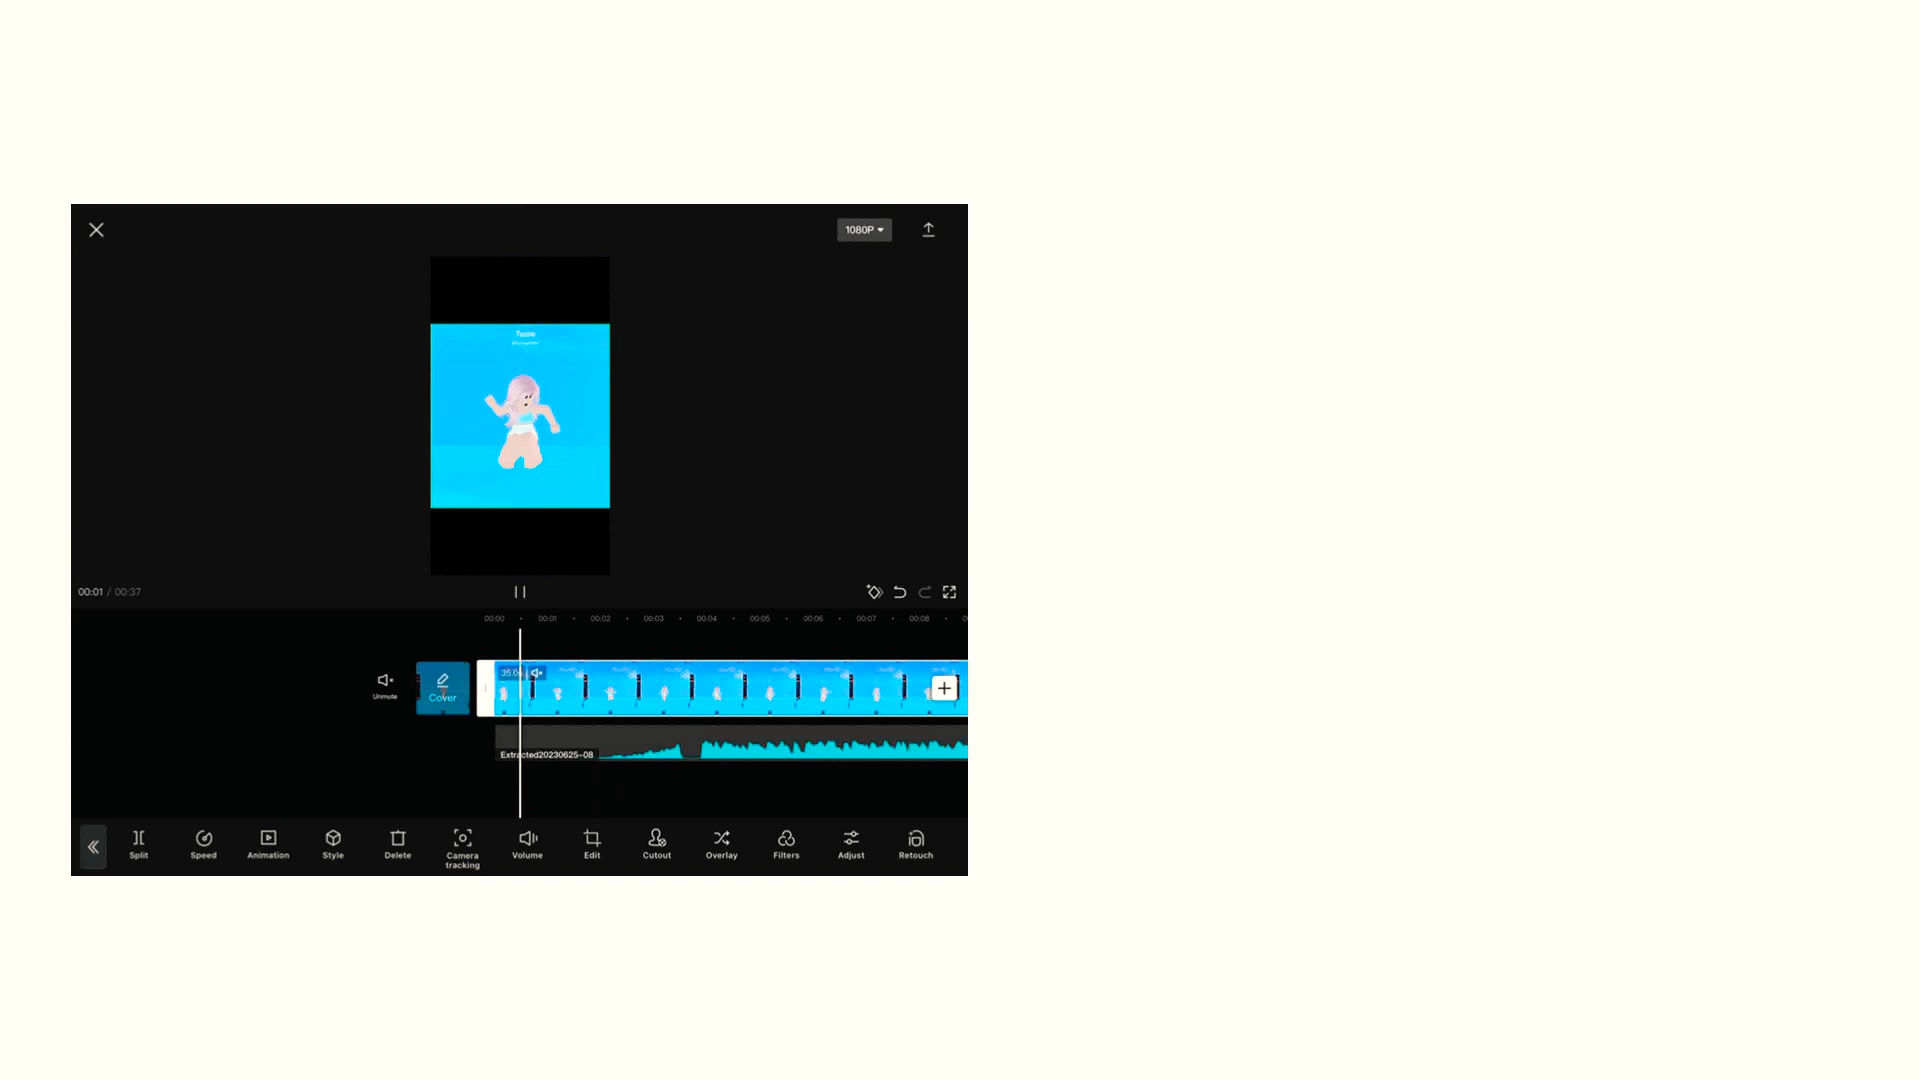 1080P
00:01 / 00:37
00:00 00:01 00:02 00:03 00:04 00:05 00:06 00:07 00:08
Unmute
Cover
Extracted20230625-08
Split Speed Animation Style Delete Camera tracking Volume Edit Cutout Overlay Filters Adjust Retouch